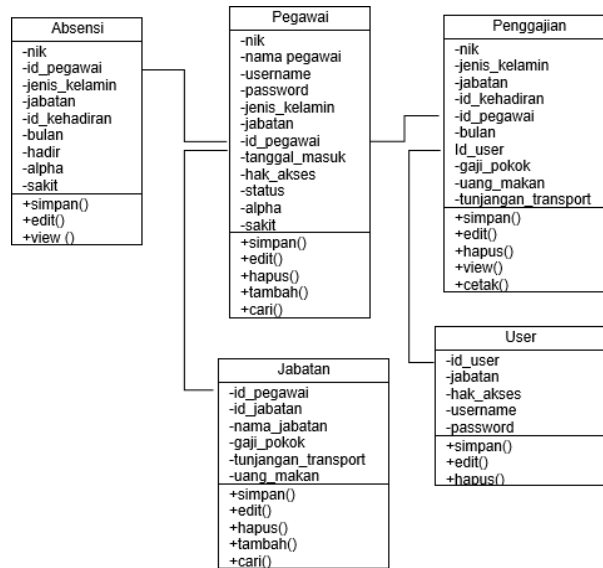 Absensi
-nik
-id_pegawai
-jenis_kelamin
-jabatan
-id_kehadiran
-bulan
-hadir
-alpha
-sakit
+simpan()
+edit()
+view ()
Pegawai
-nik
-nama pegawai
-username
-password
-jenis_kelamin
-jabatan
-id_pegawai
-tanggal_masuk
-hak_akses
-status
-alpha
-sakit
+simpan()
+edit()
+hapus()
+tambah()
+cari()
Penggajian
-nik
-jenis_kelamin
-jabatan
-id_kehadiran
-id_pegawai
-bulan
Id_user
-gaji_pokok
-uang_makan
-tunjangan_transport
+simpan()
+edit()
+hapus()
+view()
+cetak()
Jabatan
-id_pegawai
-id_jabatan
-nama_jabatan
-gaji_pokok
-tunjangan_transport
-uang_makan
+simpan()
+edit()
+hapus()
+tambah()
+cari()
User
-id_user
-jabatan
-hak_akses
-username
-password
+simpan()
+edit()
+hapus()